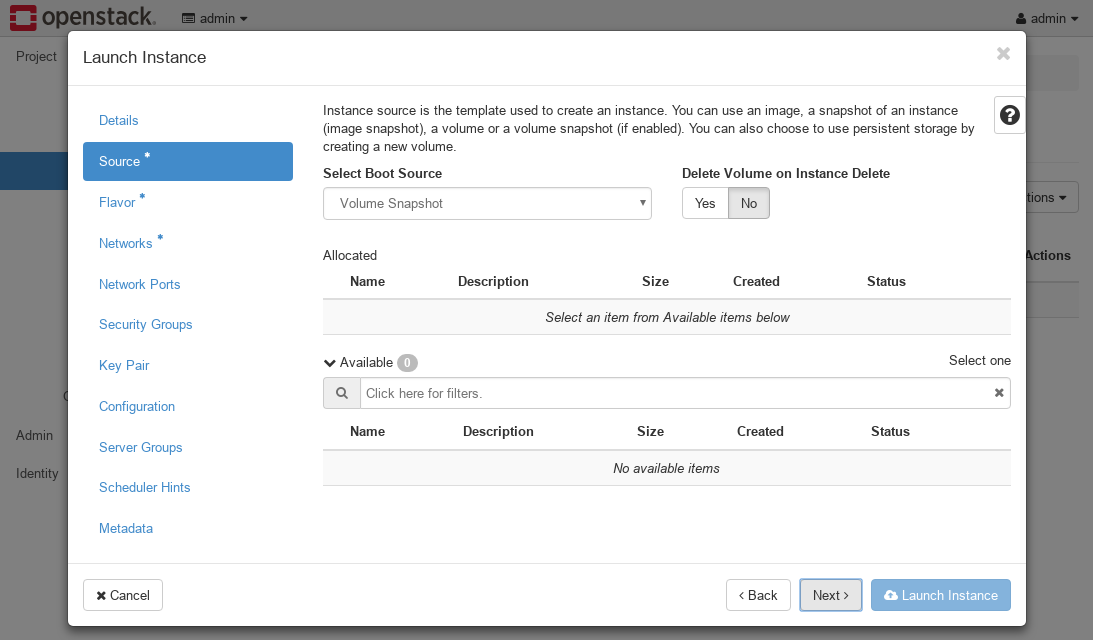 openstack.
admin
admin
Project
Launch Instance
Details
Source *
Flavor *
Networks *
Network Ports
Security Groups
Key Pair
Configuration
Server Groups
Scheduler Hints
Metadata
Instance source is the template used to create an instance. You can use an image, a snapshot of an instance
(image snapshot), a volume or a volume snapshot (if enabled). You can also choose to use persistent storage by
creating a new volume.
Select Boot Source
Delete Volume on Instance Delete
Volume Snapshot
Yes No
Allocated
Name Description Size Created Status
Select an item from Available items below
Available 0
Select one
Click here for filters.
Name Description Size Created Status
No available items
Cancel
< Back
Next >
Launch Instance
Actions
Admin
Identity